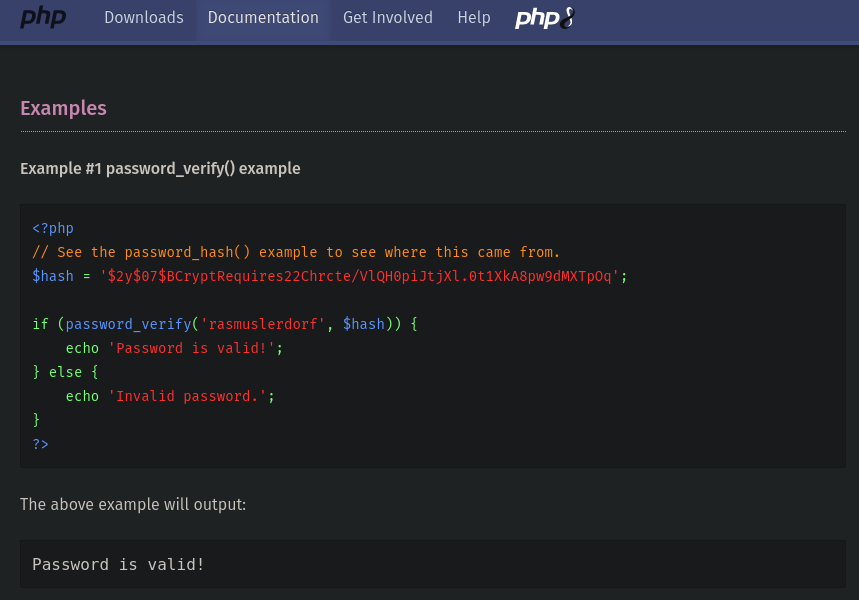 php Downloads Documentation Get Involved Help php8
Examples
Example #1 password_verify() example
<?php
// See the password_hash() example to see where this came from.
$hash = '$2y$07$BCryptRequires22Chrcte/VlQH0piJtjXl.0t1XkA8pw9dMXTpOq';
if (password_verify('rasmuslerdorf', $hash)) {
    echo 'Password is valid!';
} else {
    echo 'Invalid password.';
}
?>
The above example will output:
Password is valid!